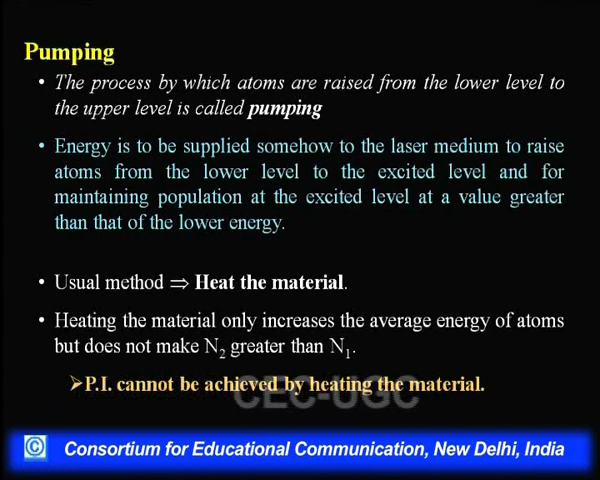 Pumping
• The process by which atoms are raised from the lower level to
the upper level is called pumping
• Energy is to be supplied somehow to the laser medium to raise
atoms from the lower level to the excited level and for
maintaining population at the excited level at a value greater
than that of the lower energy.
• Usual method ⇒ Heat the material.
• Heating the material only increases the average energy of atoms
but does not make N₂ greater than N₁.
➢P.I. cannot be achieved by heating the material.
CEC-UGC
© Consortium for Educational Communication, New Delhi, India